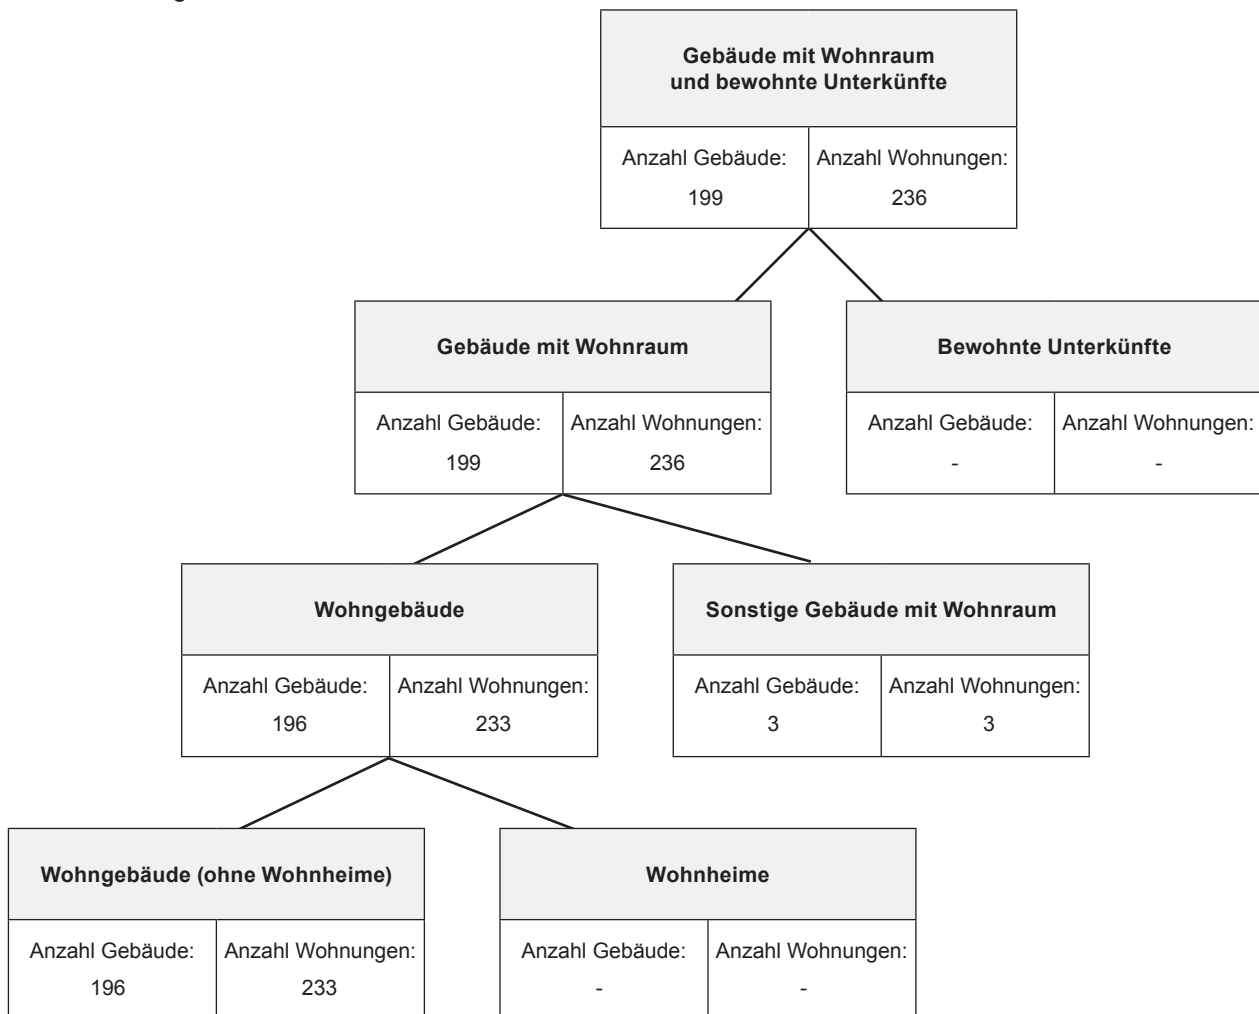 Gebäude mit Wohnraum
und bewohnte Unterkünfte
Anzahl Gebäude: Anzahl Wohnungen:
199 236
Gebäude mit Wohnraum
Anzahl Gebäude: Anzahl Wohnungen:
199 236
Bewohnte Unterkünfte
Anzahl Gebäude: Anzahl Wohnungen:
- -
Wohngebäude
Anzahl Gebäude: Anzahl Wohnungen:
196 233
Sonstige Gebäude mit Wohnraum
Anzahl Gebäude: Anzahl Wohnungen:
3 3
Wohngebäude (ohne Wohnheime)
Anzahl Gebäude: Anzahl Wohnungen:
196 233
Wohnheime
Anzahl Gebäude: Anzahl Wohnungen:
- -